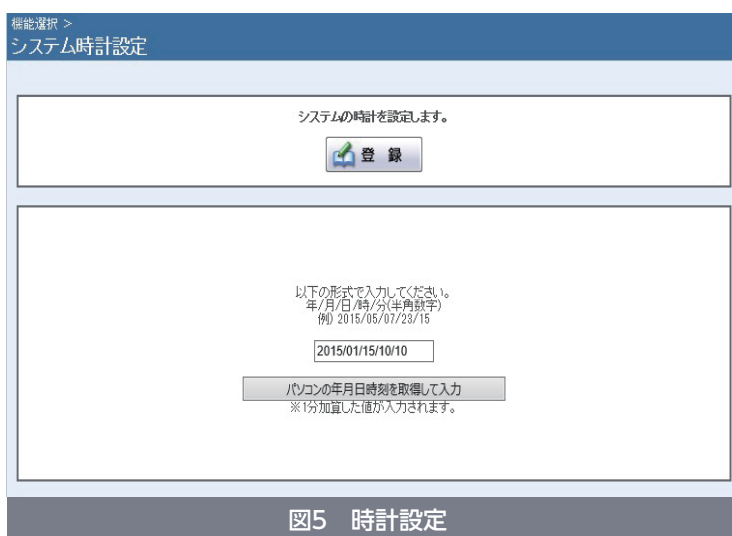 機能選択 >
システム時計設定
システムの時計を設定します。
登 録
以下の形式で入力してください。
年/月/日/時/分(半角数字)
例) 2015/05/07/23/15
2015/01/15/10/10
パソコンの年月日時刻を取得して入力
※1分加算した値が入力されます。
図5 時計設定